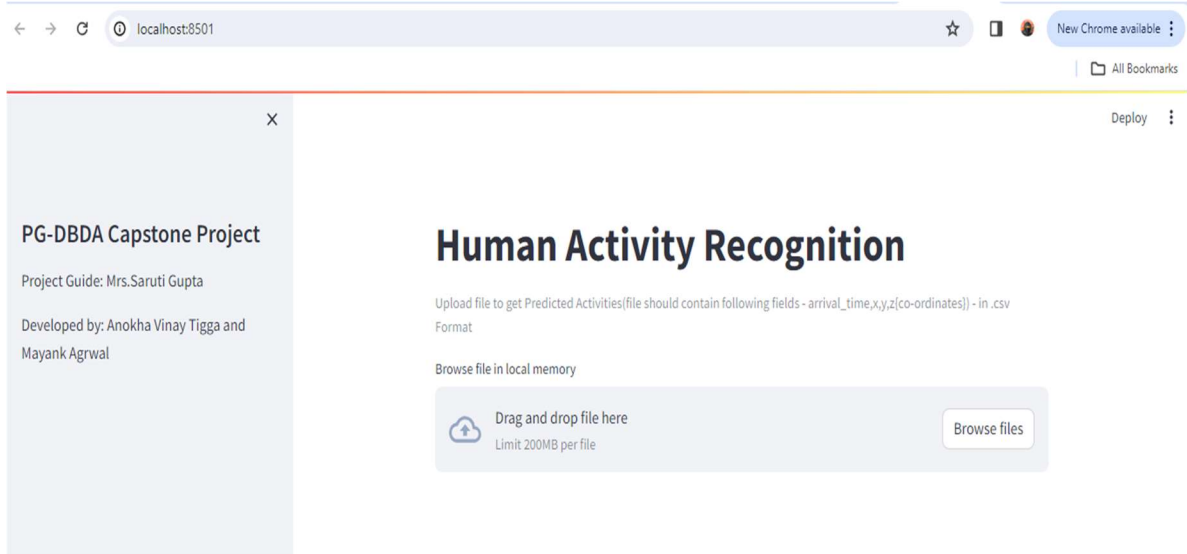 localhost:8501
New Chrome available
All Bookmarks
Deploy
PG-DBDA Capstone Project
Project Guide: Mrs.Saruti Gupta
Developed by: Anokha Vinay Tigga and
Mayank Agrwal
Human Activity Recognition
Upload file to get Predicted Activities(file should contain following fields - arrival_time,x,y,z{co-ordinates}) - in .csv
Format
Browse file in local memory
Drag and drop file here
Limit 200MB per file
Browse files